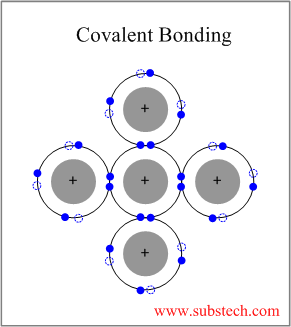 Covalent Bonding
+
+ + +
+
www.substech.com